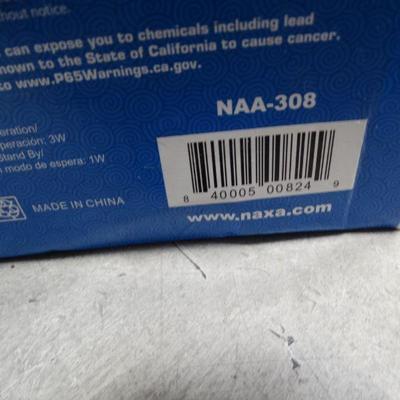 thout notice.
can expose you to chemicals including lead
nown to the State of California to cause cancer.
to www.P65Warnings.ca.gov.
NAA-308
eration/
peración: 3W
Stand By/
modo de espera: 1W
8 40005 00824 9
MADE IN CHINA
www.naxa.com